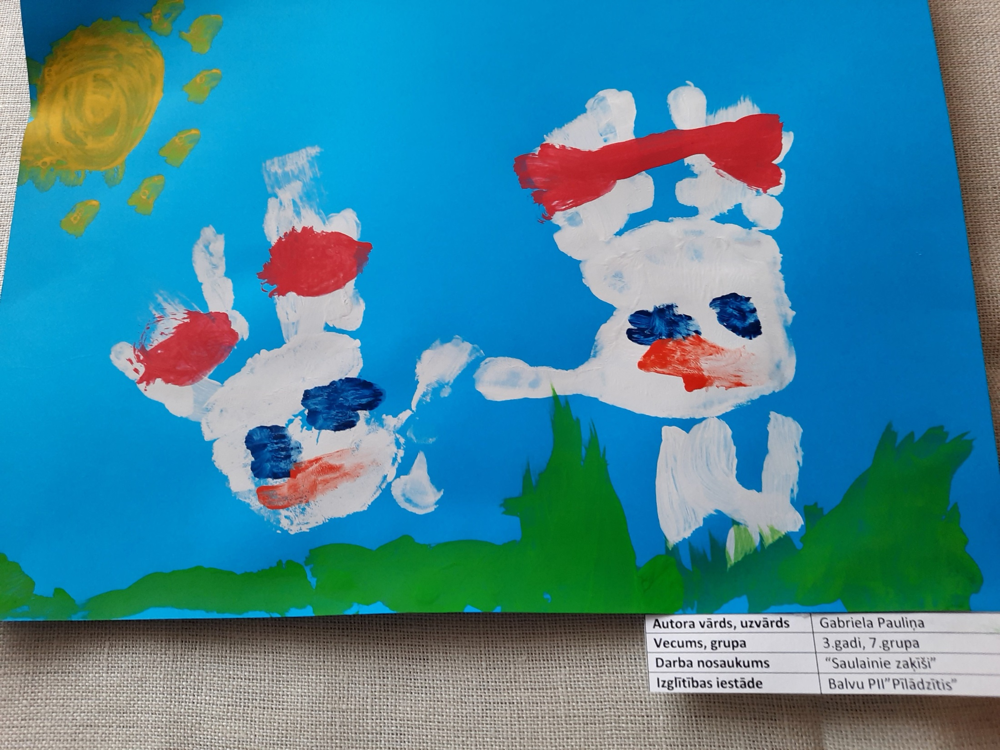 Autora vārds, uzvārds Gabriela Pauliņa
Vecums, grupa 3.gadi, 7.grupa
Darba nosaukums “Saulainie zaķīši”
Izglītības iestāde Balvu PII”Pīlādzītis”